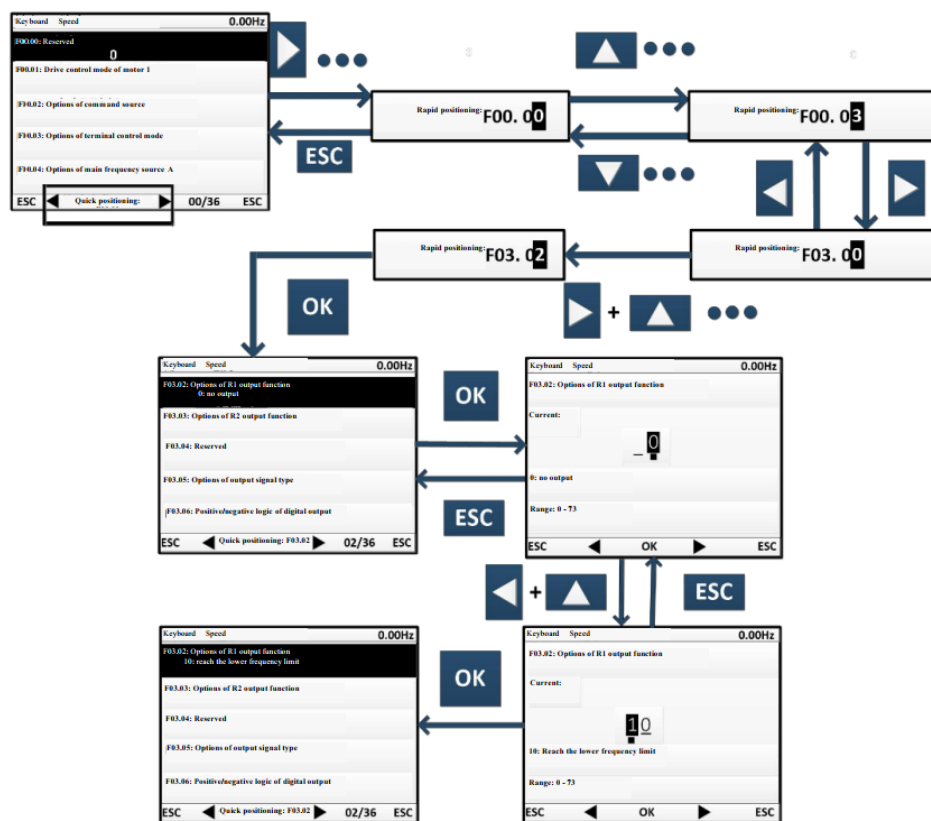 Keyboard Speed 0.00Hz
F00.00: Reserved
0
F00.01: Drive control mode of motor 1
F00.02: Options of command source
F00.03: Options of terminal control mode
F00.04: Options of main frequency source A
ESC Quick positioning: 00/36 ESC
ESC
Rapid positioning: F00. 00
Rapid positioning: F00. 03
Rapid positioning: F03. 02
Rapid positioning: F03. 00
+
OK
Keyboard Speed 0.00Hz
F03.02: Options of R1 output function
0: no output
F03.03: Options of R2 output function
F03.04: Reserved
F03.05: Options of output signal type
F03.06: Positive/negative logic of digital output
ESC Quick positioning: F03.02 02/36 ESC
OK
ESC
Keyboard Speed 0.00Hz
F03.02: Options of R1 output function
Current:
_0
0: no output
Range: 0 - 73
ESC OK ESC
+
ESC
Keyboard Speed 0.00Hz
F03.02: Options of R1 output function
10: reach the lower frequency limit
F03.03: Options of R2 output function
F03.04: Reserved
F03.05: Options of output signal type
F03.06: Positive/negative logic of digital output
ESC Quick positioning: F03.02 02/36 ESC
OK
Keyboard Speed 0.00Hz
F03.02: Options of R1 output function
Current:
10
10: Reach the lower frequency limit
Range: 0 - 73
ESC OK ESC